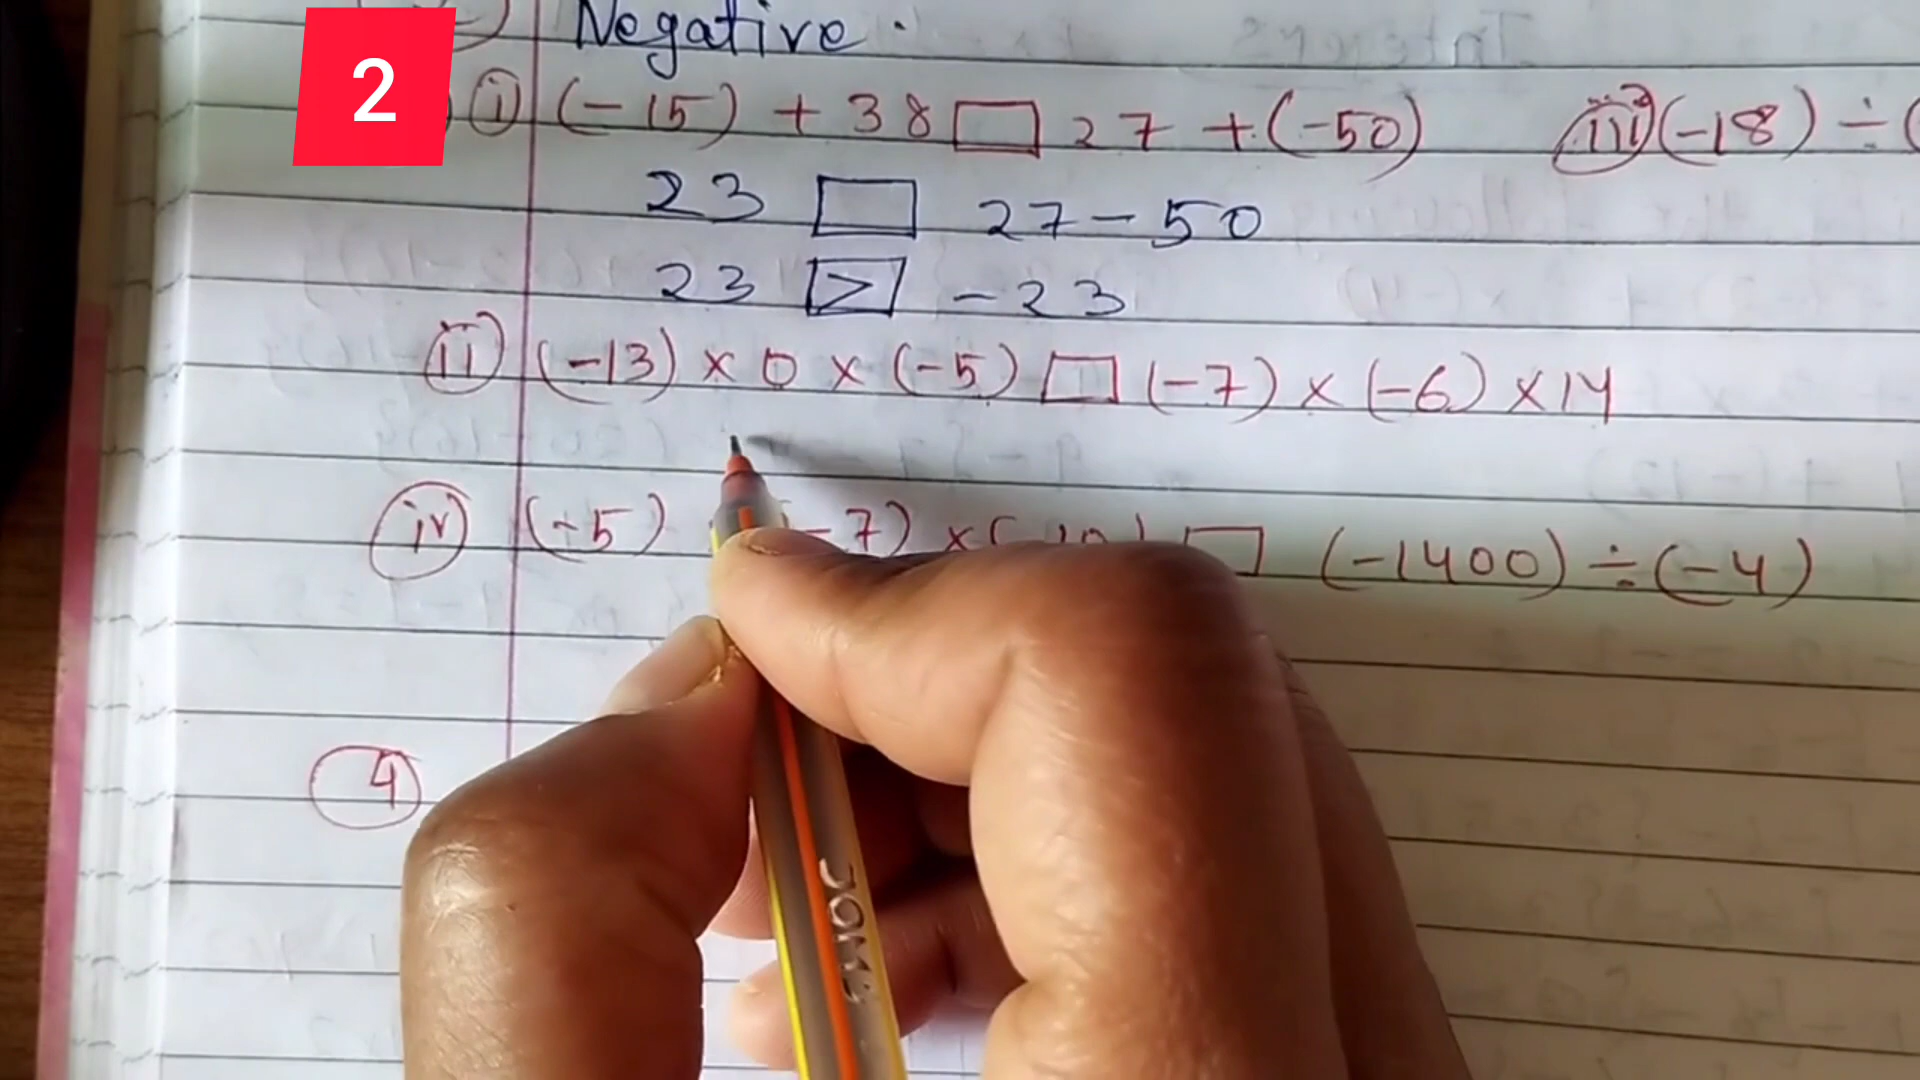 Negative.
2
i) (-15) + 38 □ 27 + (-50) iii) (-18) ÷ (
23 □ 27 - 50
23 > -23
ii) (-13) × 0 × (-5) □ (-7) × (-6) × 14
iv) (-5) -7) × ( □ (-1400) ÷ (-4)
4